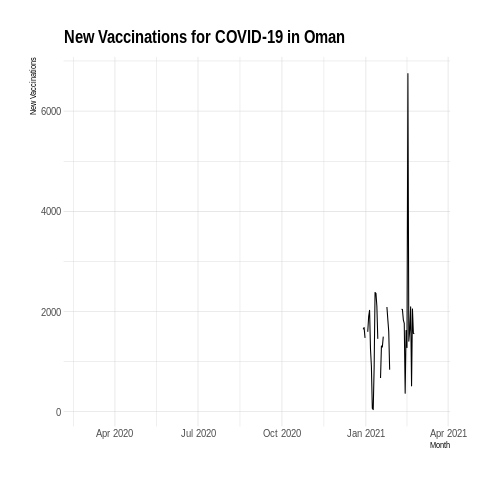 New Vaccinations for COVID-19 in Oman
New Vaccinations
6000
4000
2000
0
Apr 2020 Jul 2020 Oct 2020 Jan 2021 Apr 2021
Month